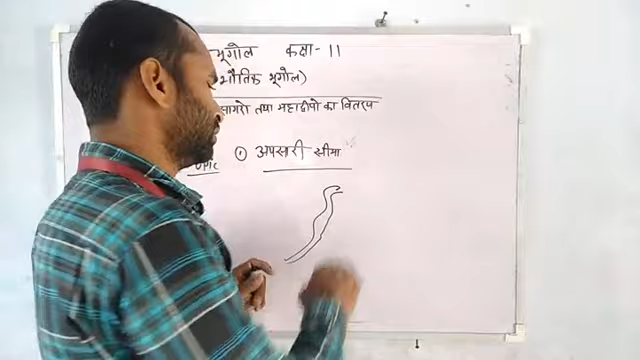 भूगोल कक्षा - 11
भौतिक भूगोल)
सागरो तथा महाद्वीपो का वितरण
① अपसारी सीमा